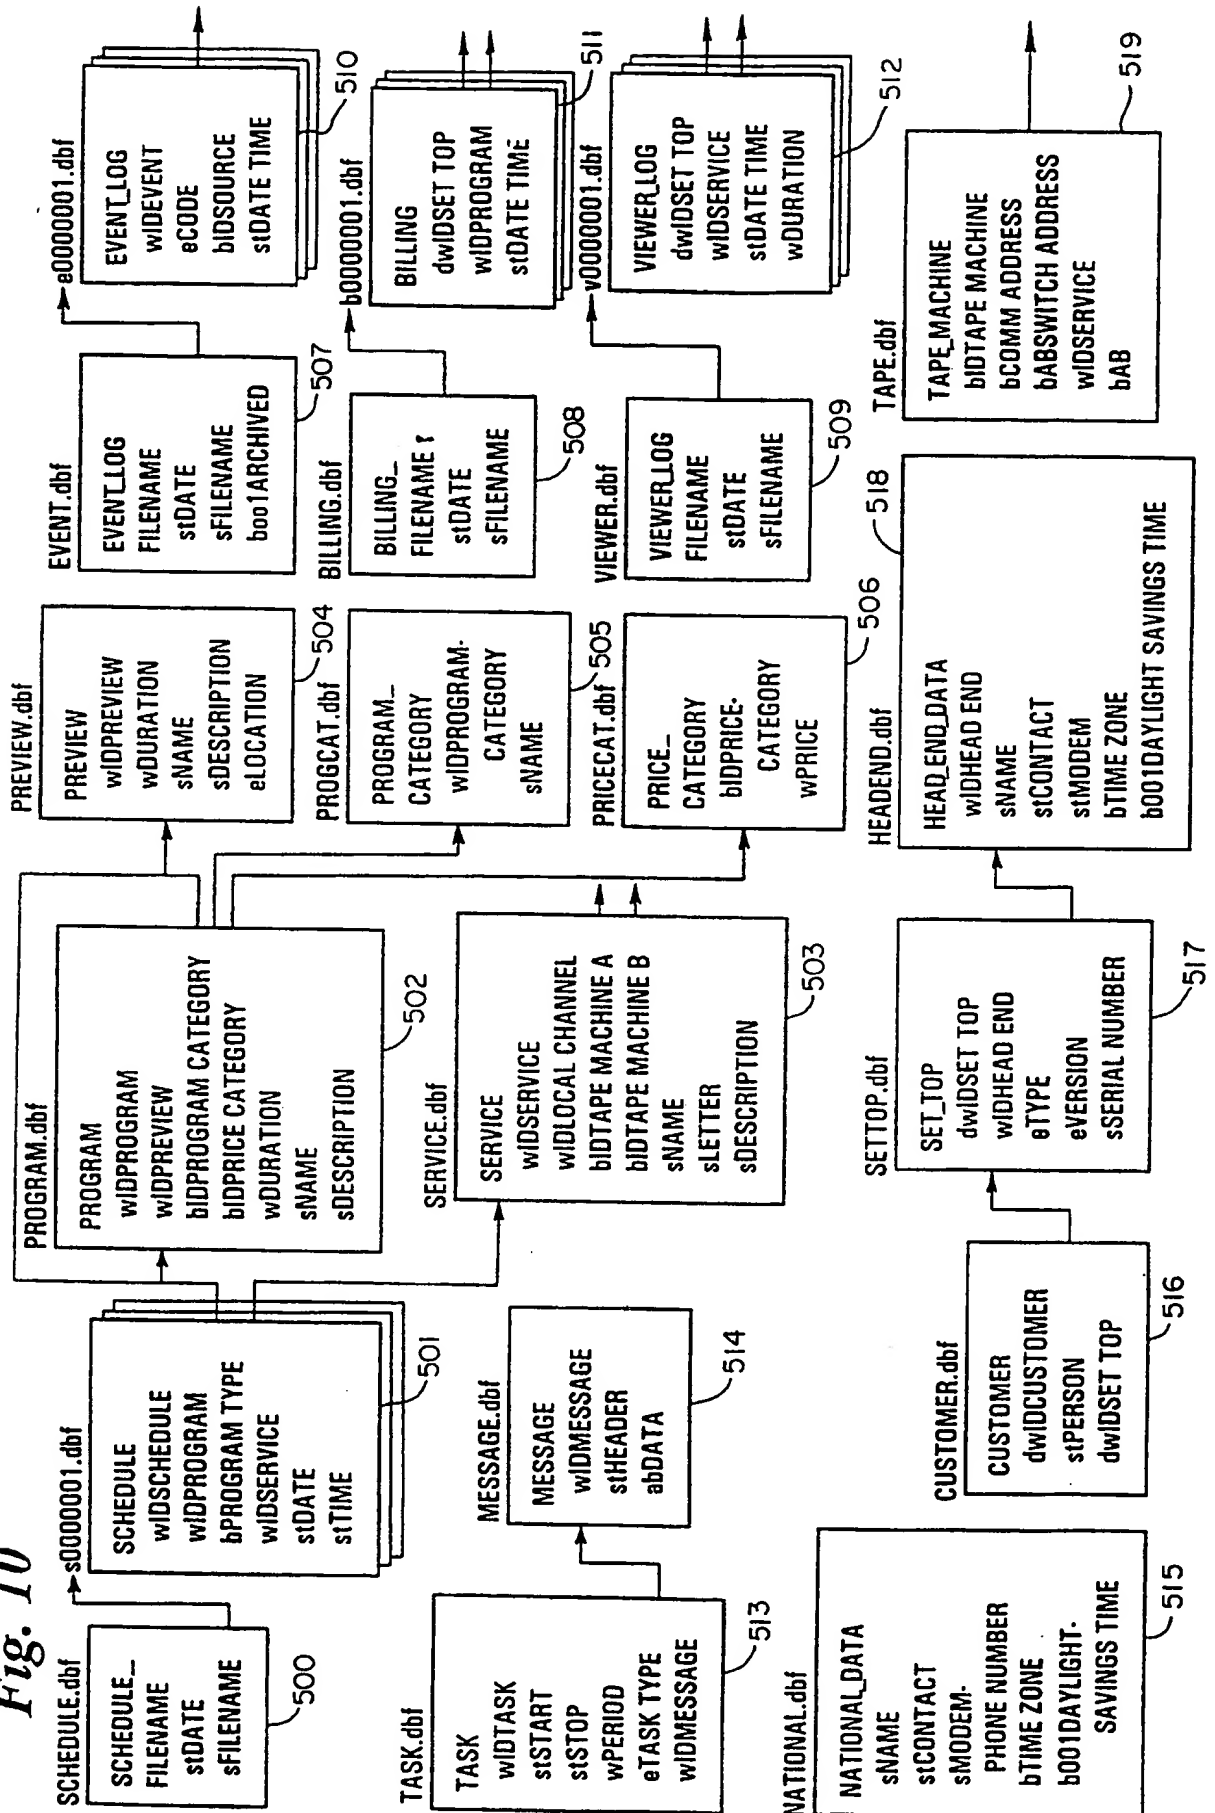 Fig. 10
SCHEDULE.dbf
SCHEDULE_
FILENAME
stDATE
sFILENAME
500
s0000001.dbf
SCHEDULE
wIDSCHEDULE
wIDPROGRAM
bPROGRAM TYPE
wIDSERVICE
stDATE
stTIME
501
PROGRAM.dbf
PROGRAM
wIDPROGRAM
wIDPREVIEW
bIDPROGRAM CATEGORY
bIDPRICE CATEGORY
wDURATION
sNAME
sDESCRIPTION
502
PREVIEW.dbf
PREVIEW
wIDPREVIEW
wDURATION
sNAME
sDESCRIPTION
eLOCATION
504
EVENT.dbf
EVENT_LOG
FILENAME
stDATE
sFILENAME
boo1ARCHIVED
507
e0000001.dbf
EVENT_LOG
wIDEVENT
eCODE
bIDSOURCE
stDATE TIME
510
PROGCAT.dbf
PROGRAM_
CATEGORY
wIDPROGRAM-
CATEGORY
sNAME
505
BILLING.dbf
BILLING_
FILENAME
stDATE
sFILENAME
508
b0000001.dbf
BILLING
dwIDSET TOP
wIDPROGRAM
stDATE TIME
511
TASK.dbf
TASK
wIDTASK
stSTART
stSTOP
wPERIOD
eTASK TYPE
wIDMESSAGE
513
MESSAGE.dbf
MESSAGE
wIDMESSAGE
stHEADER
abDATA
514
SERVICE.dbf
SERVICE
wIDSERVICE
wIDLOCAL CHANNEL
bIDTAPE MACHINE A
bIDTAPE MACHINE B
sNAME
sLETTER
sDESCRIPTION
503
PRICECAT.dbf
PRICE_
CATEGORY
bIDPRICE-
CATEGORY
wPRICE
506
VIEWER.dbf
VIEWER_LOG
FILENAME
stDATE
sFILENAME
509
v0000001.dbf
VIEWER_LOG
dwIDSET TOP
wIDSERVICE
stDATE TIME
wDURATION
512
NATIONAL.dbf
NATIONAL_DATA
sNAME
stCONTACT
sMODEM-
PHONE NUMBER
bTIME ZONE
b001DAYLIGHT-
SAVINGS TIME
515
CUSTOMER.dbf
CUSTOMER
dwIDCUSTOMER
stPERSON
dwIDSET TOP
516
SETTOP.dbf
SET_TOP
dwIDSET TOP
wIDHEAD END
eTYPE
eVERSION
sSERIAL NUMBER
517
HEADEND.dbf
HEAD_END_DATA
wIDHEAD END
sNAME
stCONTACT
stMODEM
bTIME ZONE
b001DAYLIGHT SAVINGS TIME
518
TAPE.dbf
TAPE_MACHINE
bIDTAPE MACHINE
bCOMM ADDRESS
bABSWITCH ADDRESS
wIDSERVICE
bAB
519